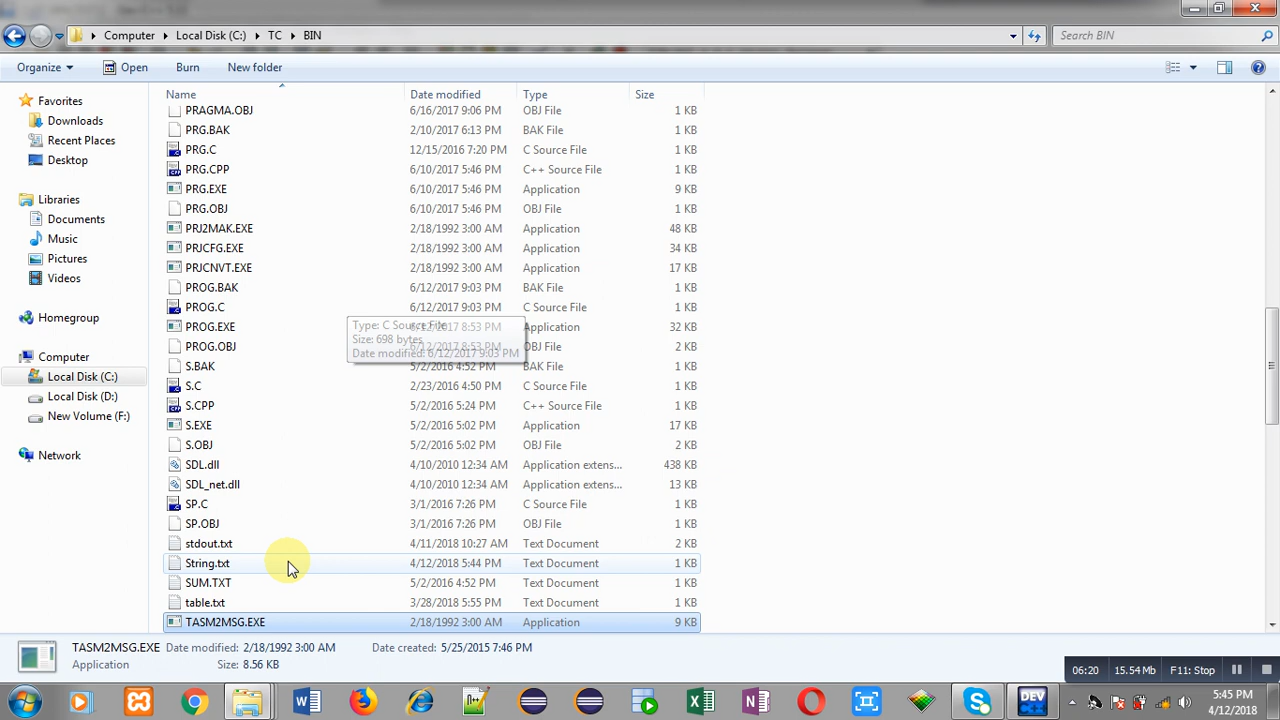 Computer Local Disk (C:) TC BIN Search BIN
Organize Open Burn New folder
Name Date modified Type Size
Favorites
Downloads
Recent Places
Desktop
Libraries
Documents
Music
Pictures
Videos
Homegroup
Computer
Local Disk (C:)
Local Disk (D:)
New Volume (F:)
Network
PRAGMA.OBJ 6/16/2017 9:06 PM OBJ File 1 KB
PRG.BAK 2/10/2017 6:13 PM BAK File 1 KB
PRG.C 12/15/2016 7:20 PM C Source File 1 KB
PRG.CPP 6/10/2017 5:46 PM C++ Source File 1 KB
PRG.EXE 6/10/2017 5:46 PM Application 9 KB
PRG.OBJ 6/10/2017 5:46 PM OBJ File 1 KB
PRJ2MAK.EXE 2/18/1992 3:00 AM Application 48 KB
PRJCFG.EXE 2/18/1992 3:00 AM Application 34 KB
PRJCNVT.EXE 2/18/1992 3:00 AM Application 17 KB
PROG.BAK 6/12/2017 9:03 PM BAK File 1 KB
PROG.C 6/12/2017 9:03 PM C Source File 1 KB
PROG.EXE 6/12/2017 8:53 PM Application 32 KB
PROG.OBJ 6/12/2017 8:53 PM OBJ File 2 KB
Type: C Source File
Size: 698 bytes
Date modified: 6/12/2017 9:03 PM
S.BAK 5/2/2016 4:52 PM BAK File 1 KB
S.C 2/23/2016 4:50 PM C Source File 1 KB
S.CPP 5/2/2016 5:24 PM C++ Source File 1 KB
S.EXE 5/2/2016 5:02 PM Application 17 KB
S.OBJ 5/2/2016 5:02 PM OBJ File 2 KB
SDL.dll 4/10/2010 12:34 AM Application extens... 438 KB
SDL_net.dll 4/10/2010 12:34 AM Application extens... 13 KB
SP.C 3/1/2016 7:26 PM C Source File 1 KB
SP.OBJ 3/1/2016 7:26 PM OBJ File 1 KB
stdout.txt 4/11/2018 10:27 AM Text Document 2 KB
String.txt 4/12/2018 5:44 PM Text Document 1 KB
SUM.TXT 5/2/2016 4:52 PM Text Document 1 KB
table.txt 3/28/2018 5:55 PM Text Document 1 KB
TASM2MSG.EXE 2/18/1992 3:00 AM Application 9 KB
TASM2MSG.EXE Date modified: 2/18/1992 3:00 AM Date created: 5/25/2015 7:46 PM
Application Size: 8.56 KB
06:20 15.54 Mb F11: Stop
DEV
5:45 PM
4/12/2018